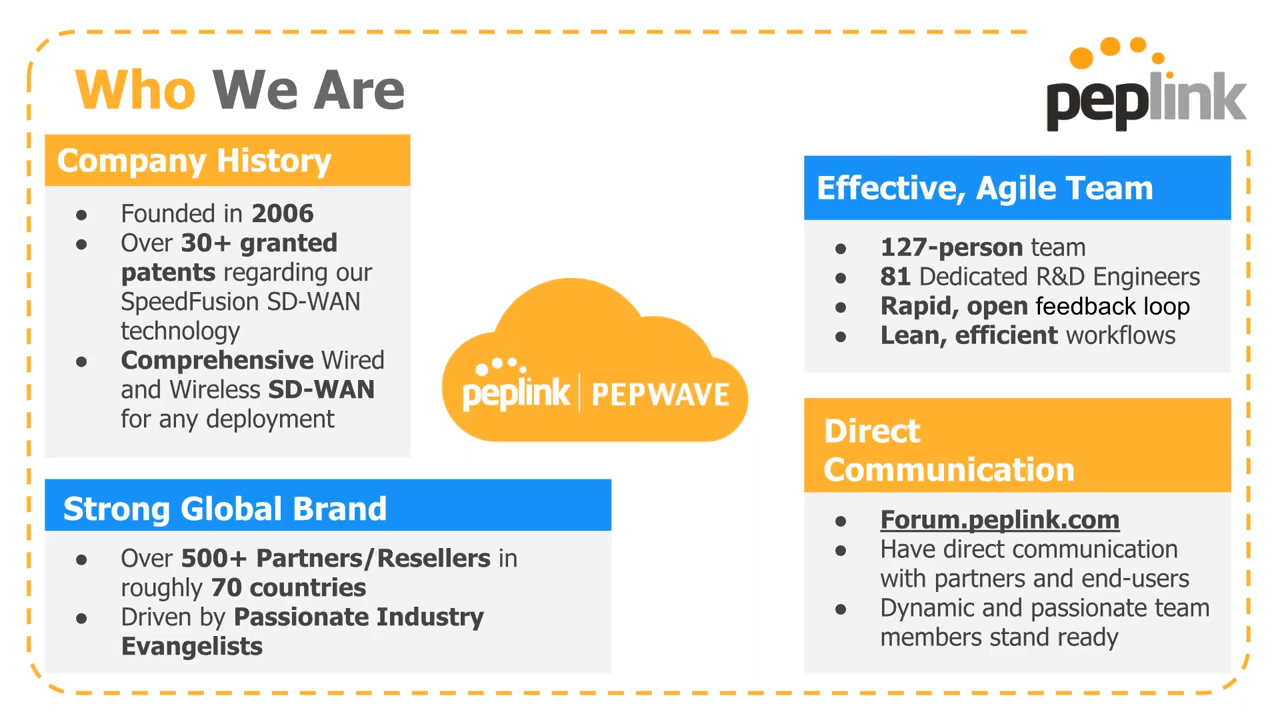 Who We Are
peplink
Company History
● Founded in 2006
● Over 30+ granted
patents regarding our
SpeedFusion SD-WAN
technology
● Comprehensive Wired
and Wireless SD-WAN
for any deployment
Strong Global Brand
● Over 500+ Partners/Resellers in
roughly 70 countries
● Driven by Passionate Industry
Evangelists
peplink | PEPWAVE
Effective, Agile Team
● 127-person team
● 81 Dedicated R&D Engineers
● Rapid, open feedback loop
● Lean, efficient workflows
Direct
Communication
● Forum.peplink.com
● Have direct communication
with partners and end-users
● Dynamic and passionate team
members stand ready